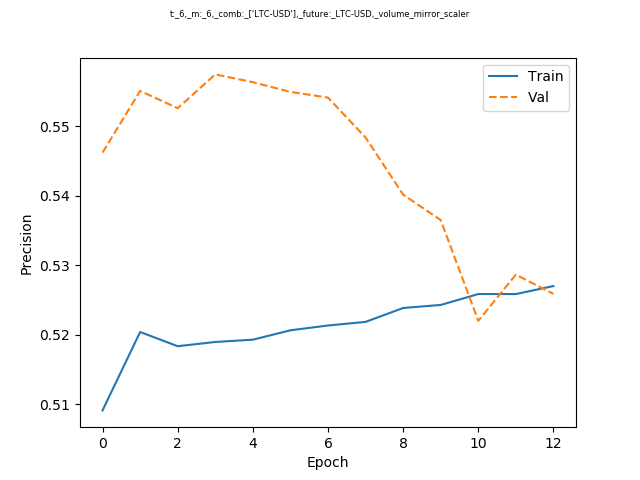 t:_6,_m:_6,_comb:_['LTC-USD'],_future:_LTC-USD,_volume_mirror_scaler
Train
Val
0.55
0.54
0.53
0.52
0.51
Precision
0 2 4 6 8 10 12
Epoch